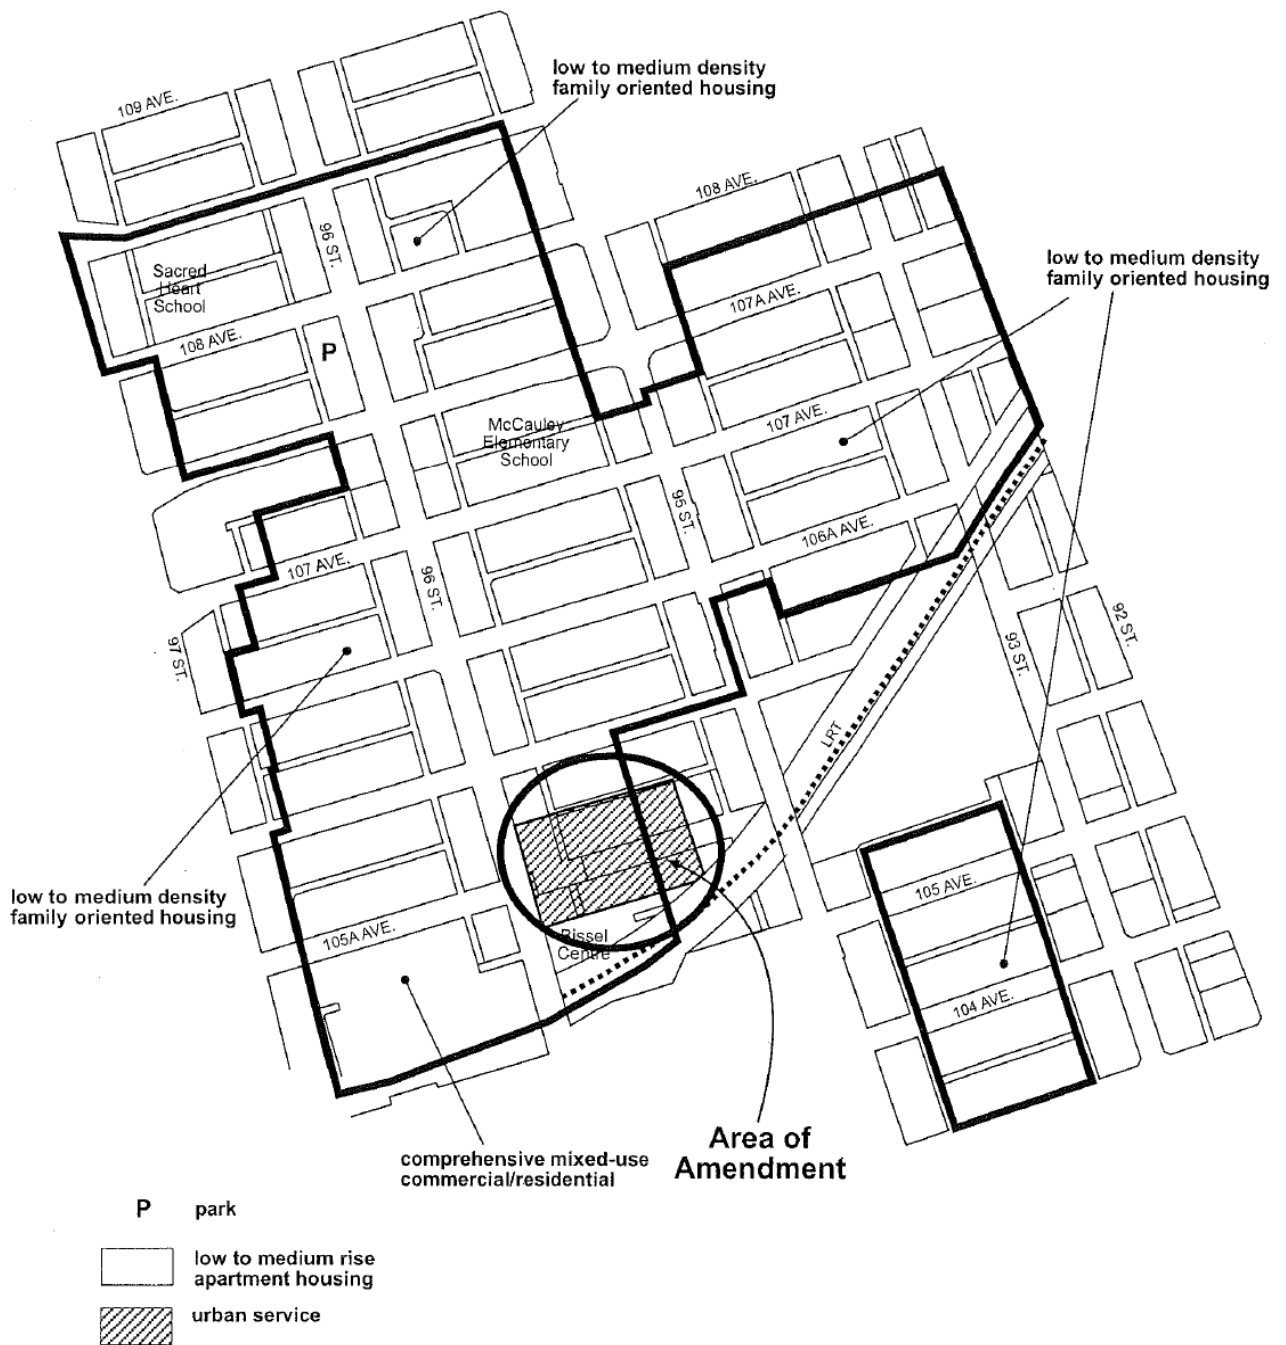 low to medium density
family oriented housing
109 AVE.
108 AVE.
96 ST.
low to medium density
family oriented housing
Sacred
Heart
School
107A AVE.
108 AVE.
P
107 AVE.
McCauley
Elementary
School
95 ST.
106A AVE.
107 AVE.
96 ST.
97 ST.
93 ST.
92 ST.
LRT
low to medium density
family oriented housing
105 AVE.
105A AVE.
Bissel
Centre
104 AVE.
Area of
Amendment
comprehensive mixed-use
commercial/residential
P park
low to medium rise
apartment housing
urban service